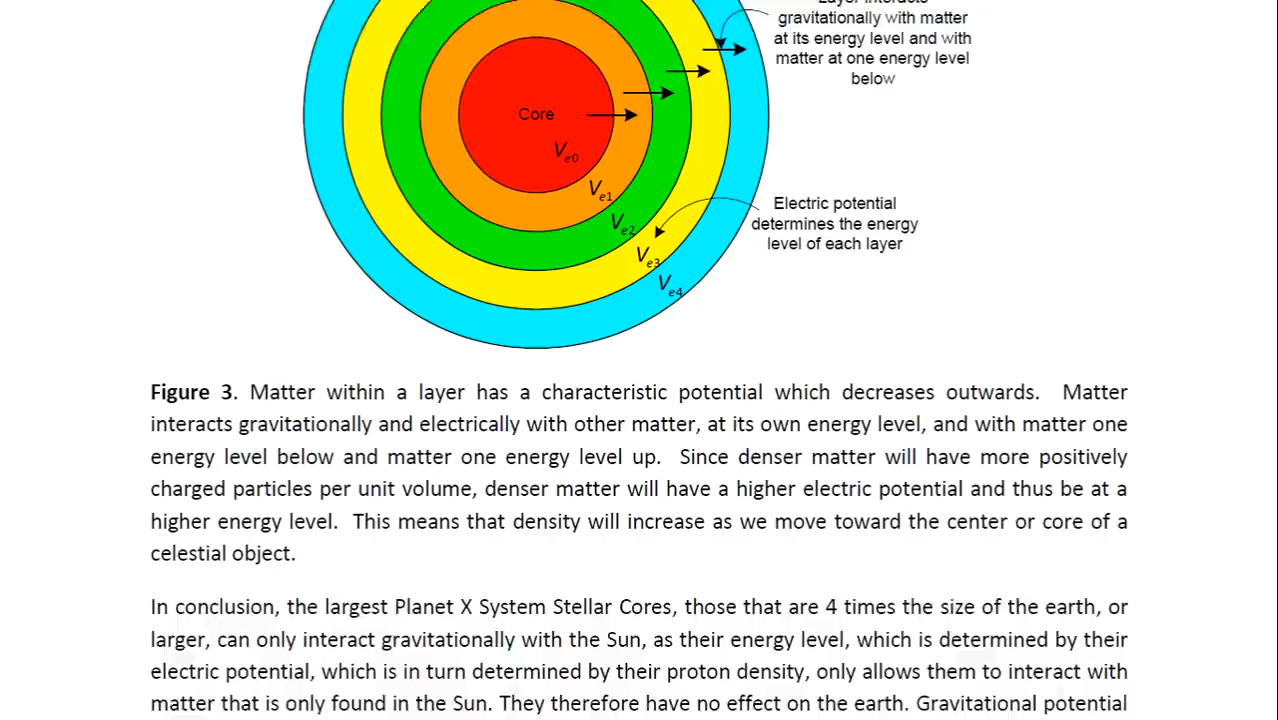 gravitationally with matter
at its energy level and with
matter at one energy level
below
Core
Ve0
Ve1
Ve2
Ve3
Ve4
Electric potential
determines the energy
level of each layer
Figure 3. Matter within a layer has a characteristic potential which decreases outwards. Matter
interacts gravitationally and electrically with other matter, at its own energy level, and with matter one
energy level below and matter one energy level up. Since denser matter will have more positively
charged particles per unit volume, denser matter will have a higher electric potential and thus be at a
higher energy level. This means that density will increase as we move toward the center or core of a
celestial object.
In conclusion, the largest Planet X System Stellar Cores, those that are 4 times the size of the earth, or
larger, can only interact gravitationally with the Sun, as their energy level, which is determined by their
electric potential, which is in turn determined by their proton density, only allows them to interact with
matter that is only found in the Sun. They therefore have no effect on the earth. Gravitational potential